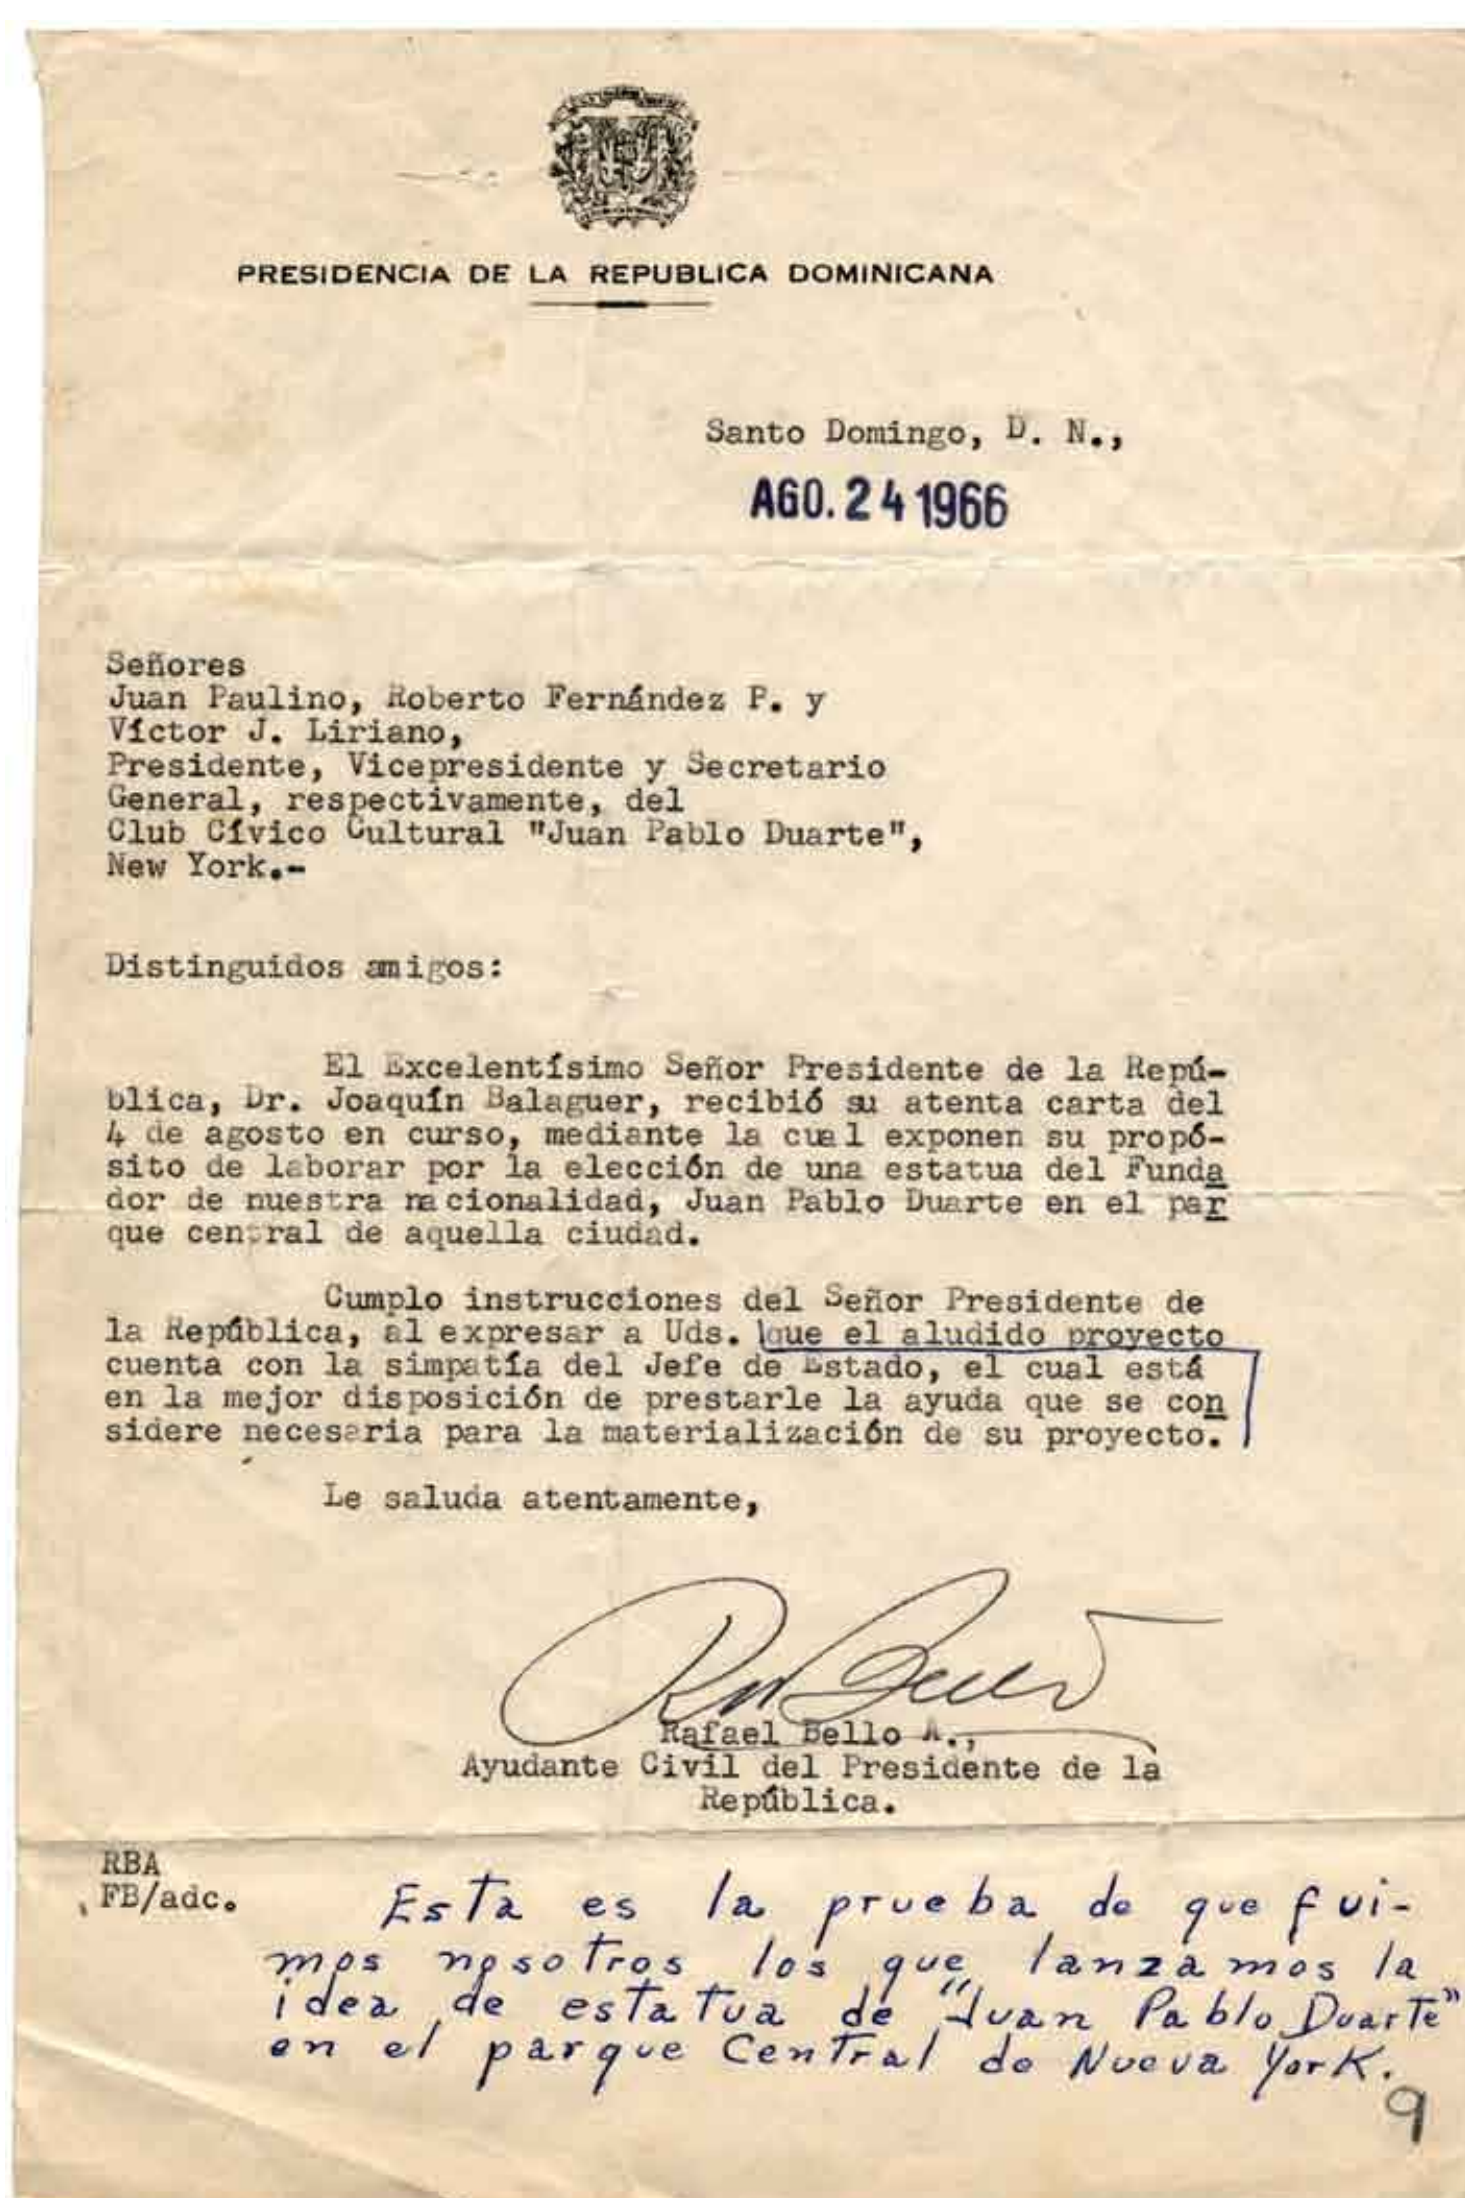 PRESIDENCIA DE LA REPUBLICA DOMINICANA
Santo Domingo, D. N.,
AGO. 24 1966
Señores
Juan Paulino, Roberto Fernández P. y
Víctor J. Liriano,
Presidente, Vicepresidente y Secretario
General, respectivamente, del
Club Cívico Cultural "Juan Pablo Duarte",
New York.-
Distinguidos amigos:
El Excelentísimo Señor Presidente de la Repú-
blica, Dr. Joaquín Balaguer, recibió su atenta carta del
4 de agosto en curso, mediante la cual exponen su propó-
sito de laborar por la elección de una estatua del Funda
dor de nuestra nacionalidad, Juan Pablo Duarte en el par
que central de aquella ciudad.
Cumplo instrucciones del Señor Presidente de
la República, al expresar a Uds. que el aludido proyecto
cuenta con la simpatía del Jefe de Estado, el cual está
en la mejor disposición de prestarle la ayuda que se con
sidere necesaria para la materialización de su proyecto.
Le saluda atentamente,
Rafael Bello A.,
Ayudante Civil del Presidente de la
República.
RBA
FB/adc.
Esta es la prueba de que fui-
mos nosotros los que lanzamos la
idea de estatua de "Juan Pablo Duarte"
en el parque Central de Nueva York.
9